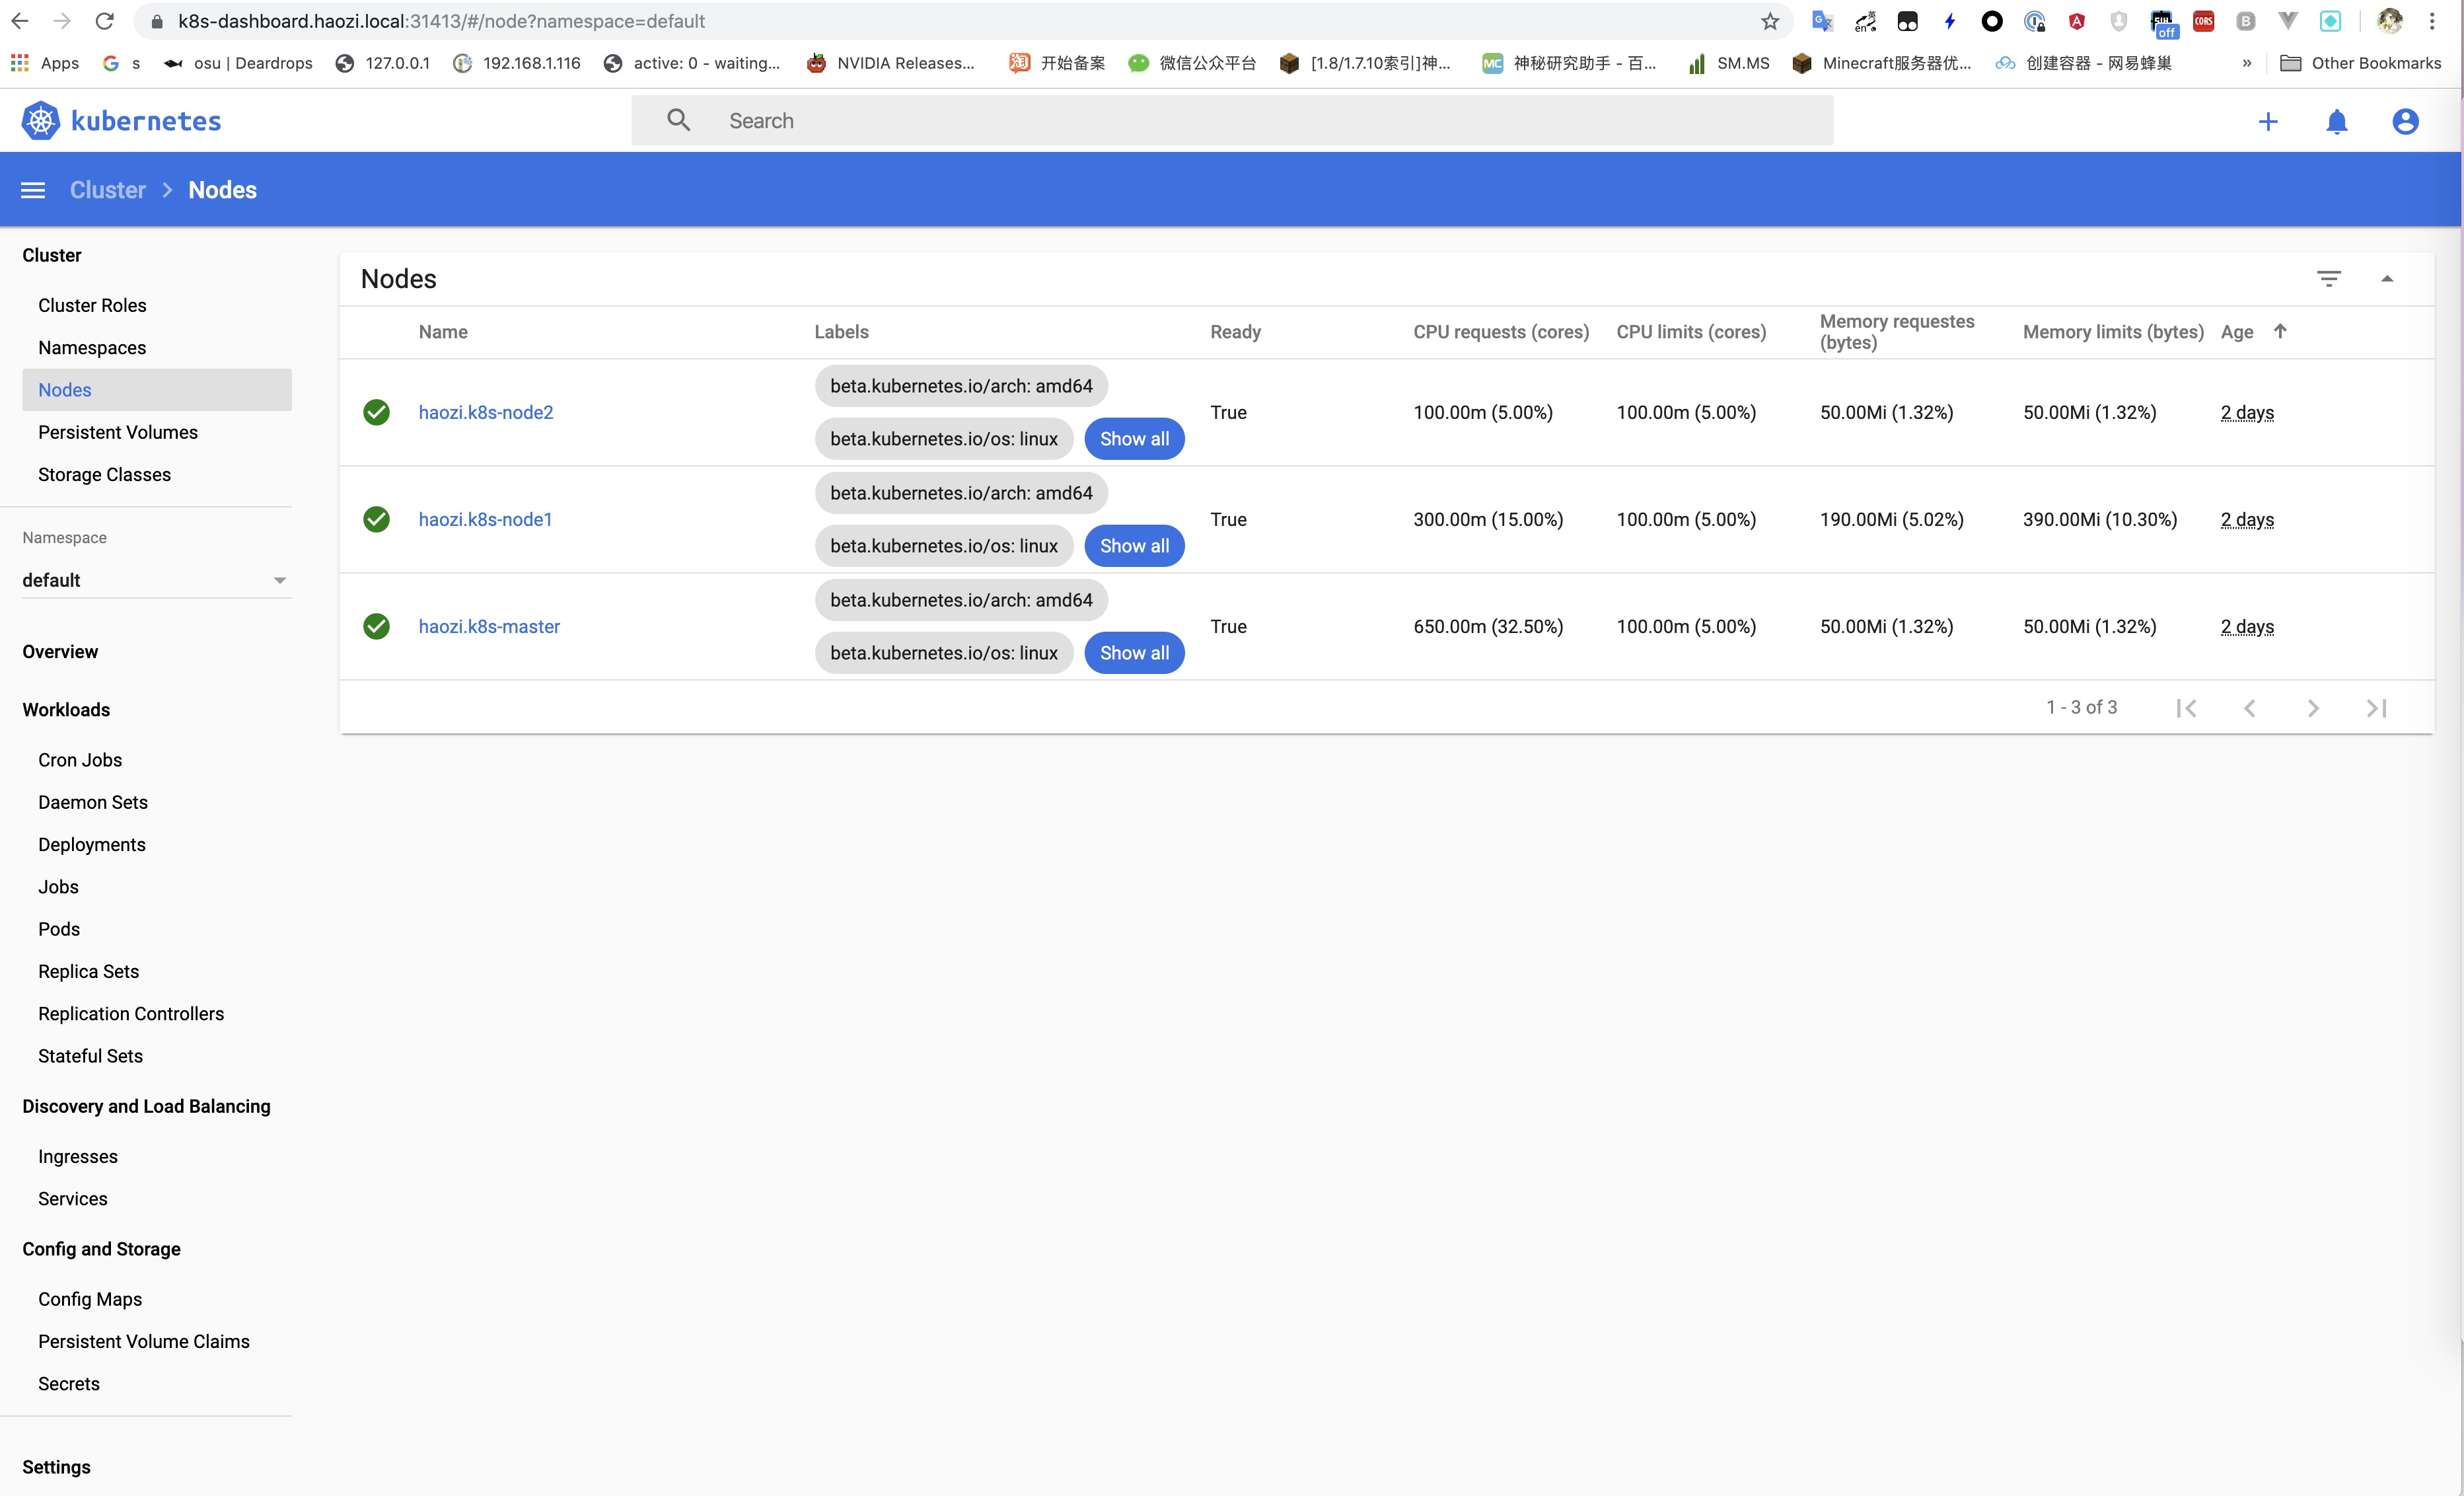 k8s-dashboard.haozi.local:31413/#/node?namespace=default
en
英
off
CORS
B
Apps
s
osu | Deardrops
127.0.0.1
192.168.1.116
active: 0 - waiting...
NVIDIA Releases...
淘
开始备案
微信公众平台
[1.8/1.7.10索引]神...
MC
神秘研究助手 - 百...
SM.MS
Minecraft服务器优...
创建容器 - 网易蜂巢
»
Other Bookmarks
kubernetes
Search
Cluster > Nodes
Cluster
Cluster Roles
Namespaces
Nodes
Persistent Volumes
Storage Classes
Namespace
default
Overview
Workloads
Cron Jobs
Daemon Sets
Deployments
Jobs
Pods
Replica Sets
Replication Controllers
Stateful Sets
Discovery and Load Balancing
Ingresses
Services
Config and Storage
Config Maps
Persistent Volume Claims
Secrets
Settings
Nodes
Name Labels Ready CPU requests (cores) CPU limits (cores) Memory requestes (bytes) Memory limits (bytes) Age
beta.kubernetes.io/arch: amd64
haozi.k8s-node2 True 100.00m (5.00%) 100.00m (5.00%) 50.00Mi (1.32%) 50.00Mi (1.32%) 2 days
beta.kubernetes.io/os: linux Show all
beta.kubernetes.io/arch: amd64
haozi.k8s-node1 True 300.00m (15.00%) 100.00m (5.00%) 190.00Mi (5.02%) 390.00Mi (10.30%) 2 days
beta.kubernetes.io/os: linux Show all
beta.kubernetes.io/arch: amd64
haozi.k8s-master True 650.00m (32.50%) 100.00m (5.00%) 50.00Mi (1.32%) 50.00Mi (1.32%) 2 days
beta.kubernetes.io/os: linux Show all
1 - 3 of 3